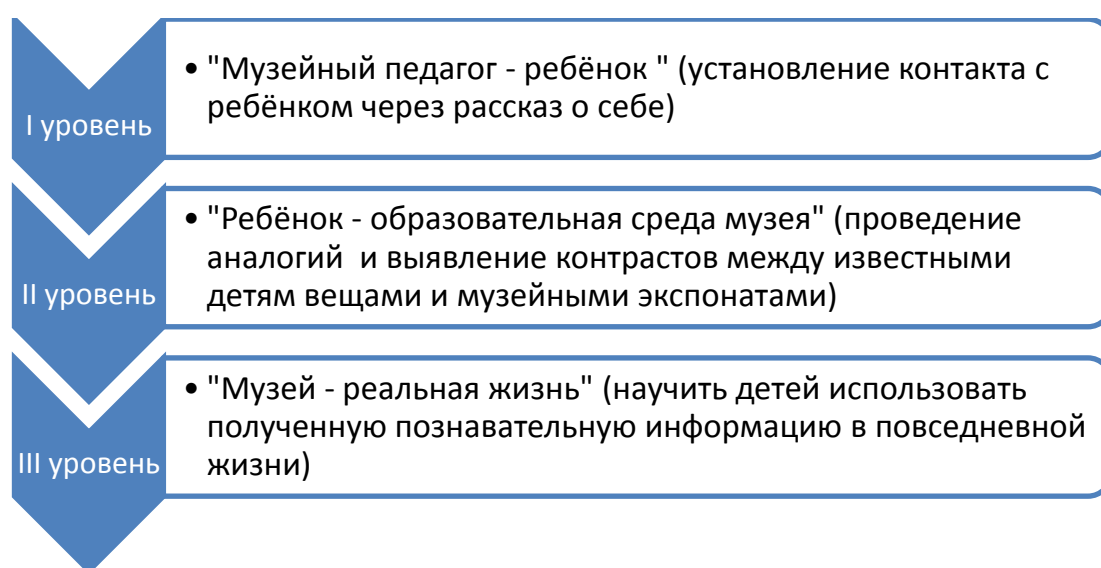 I уровень
• "Музейный педагог - ребёнок " (установление контакта с
ребёнком через рассказ о себе)
II уровень
• "Ребёнок - образовательная среда музея" (проведение
аналогий  и выявление контрастов между известными
детям вещами и музейными экспонатами)
III уровень
• "Музей - реальная жизнь" (научить детей использовать
полученную познавательную информацию в повседневной
жизни)